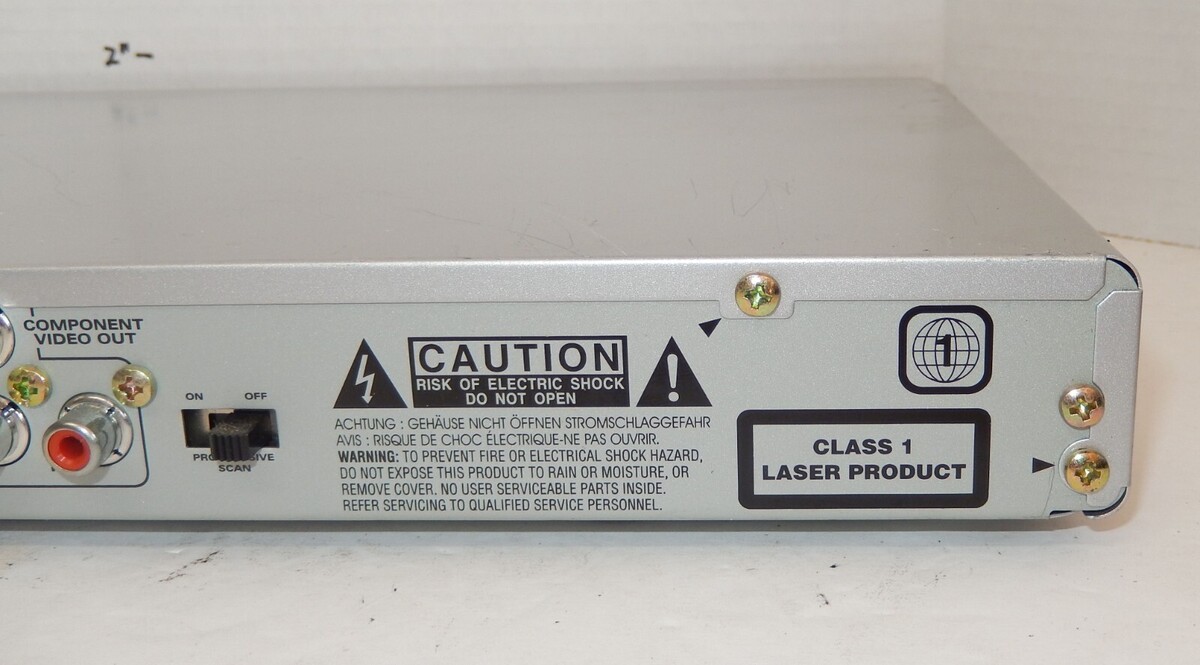 2"-
COMPONENT
VIDEO OUT
ON OFF
PROGRESSIVE
SCAN
CAUTION
RISK OF ELECTRIC SHOCK
DO NOT OPEN
ACHTUNG : GEHÄUSE NICHT ÖFFNEN STROMSCHLAGGEFAHR
AVIS : RISQUE DE CHOC ÉLECTRIQUE-NE PAS OUVRIR.
WARNING: TO PREVENT FIRE OR ELECTRICAL SHOCK HAZARD,
DO NOT EXPOSE THIS PRODUCT TO RAIN OR MOISTURE, OR
REMOVE COVER. NO USER SERVICEABLE PARTS INSIDE.
REFER SERVICING TO QUALIFIED SERVICE PERSONNEL.
1
CLASS 1
LASER PRODUCT